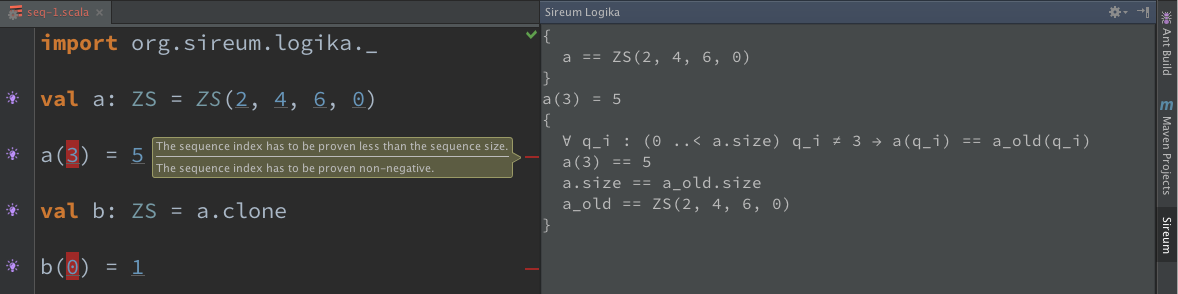 seq-1.scala
import org.sireum.logika._
val a: ZS = ZS(2, 4, 6, 0)
a(3) = 5
The sequence index has to be proven less than the sequence size.
The sequence index has to be proven non-negative.
val b: ZS = a.clone
b(0) = 1
Sireum Logika
{
a == ZS(2, 4, 6, 0)
}
a(3) = 5
{
∀ q_i : (0 ..< a.size) q_i ≠ 3 → a(q_i) == a_old(q_i)
a(3) == 5
a.size == a_old.size
a_old == ZS(2, 4, 6, 0)
}
Ant Build
m Maven Projects
Sireum